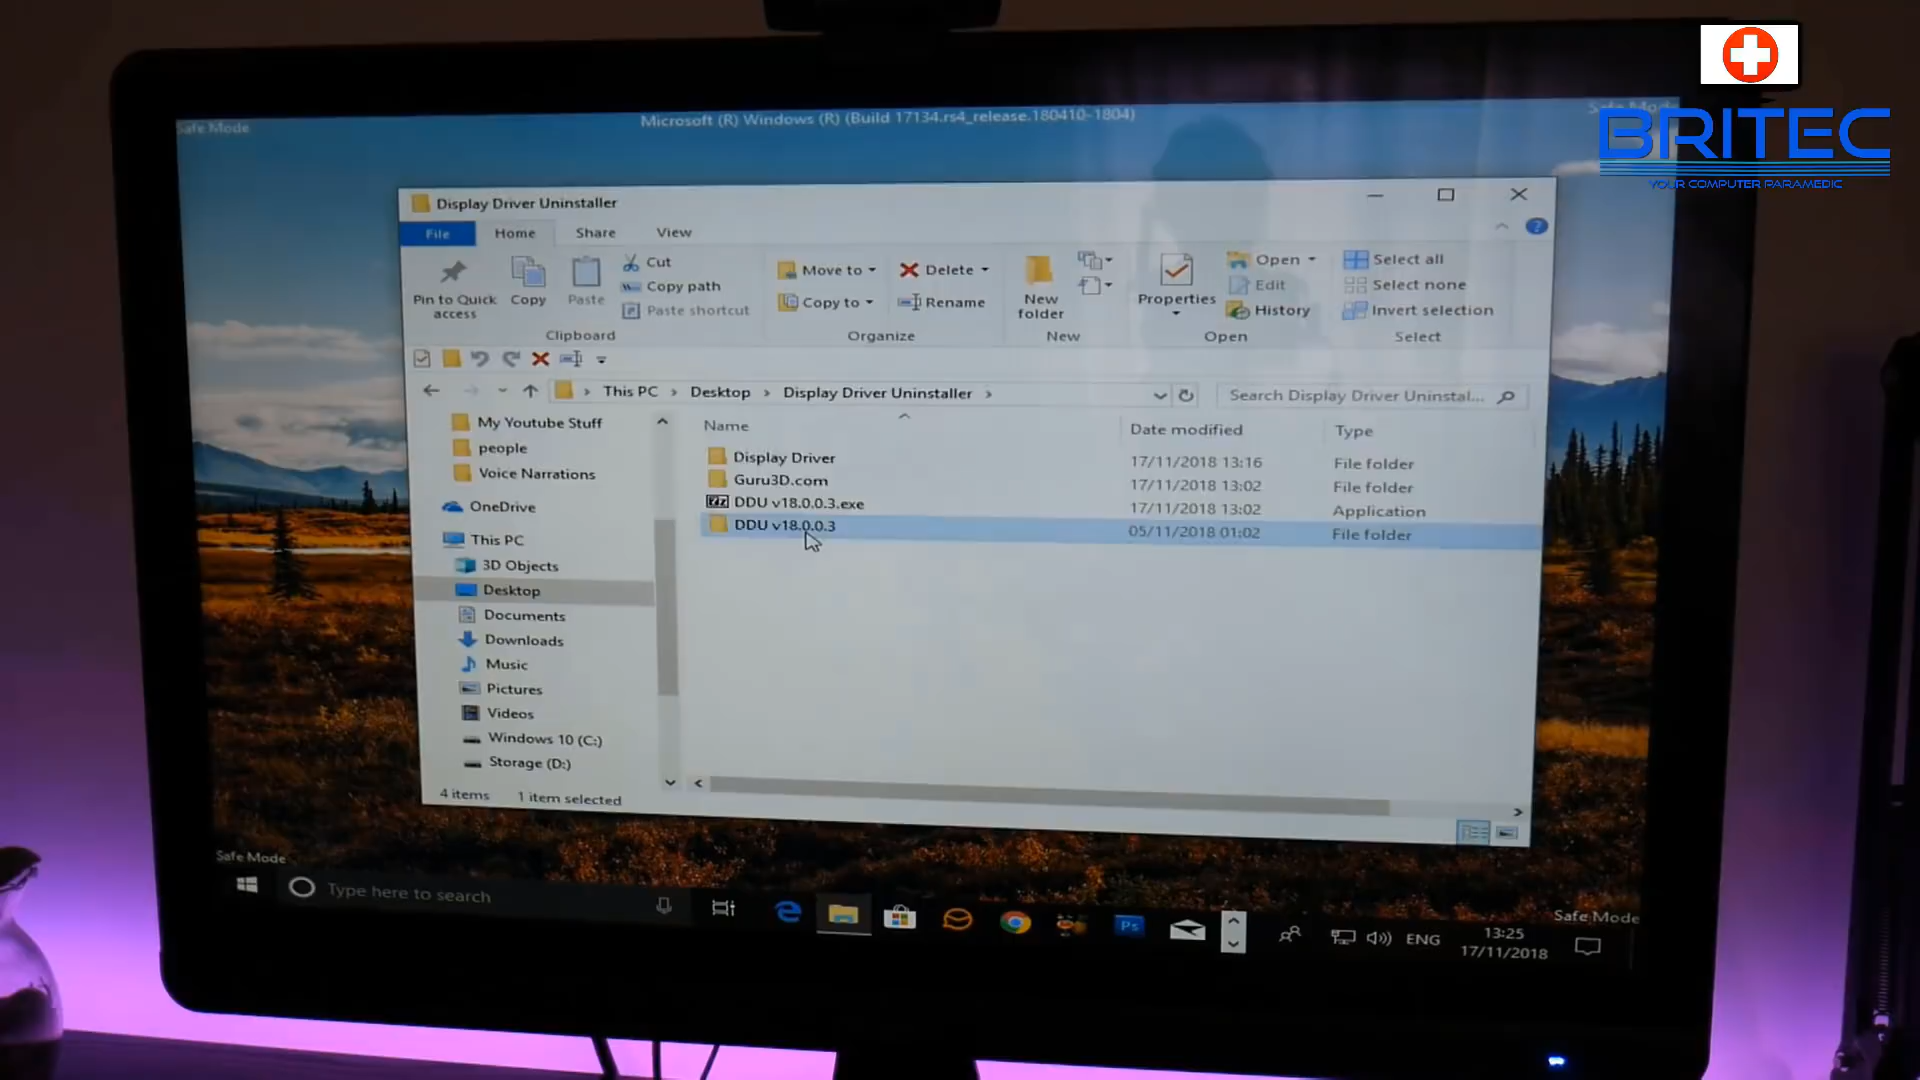 BRITEC
YOUR COMPUTER PARAMEDIC
Safe Mode
Microsoft (R) Windows (R) (Build 17134.rs4_release.180410-1804)
Safe Mode
Display Driver Uninstaller
File Home Share View
Pin to Quick access
Copy
Paste
Cut
Copy path
Paste shortcut
Clipboard
Move to
Copy to
Delete
Rename
Organize
New folder
New
Properties
Open
Edit
History
Open
Select all
Select none
Invert selection
Select
This PC > Desktop > Display Driver Uninstaller >
Search Display Driver Uninstal...
My Youtube Stuff
people
Voice Narrations
OneDrive
This PC
3D Objects
Desktop
Documents
Downloads
Music
Pictures
Videos
Windows 10 (C:)
Storage (D:)
Name Date modified Type
Display Driver 17/11/2018 13:16 File folder
Guru3D.com 17/11/2018 13:02 File folder
DDU v18.0.0.3.exe 17/11/2018 13:02 Application
DDU v18.0.0.3 05/11/2018 01:02 File folder
4 items 1 item selected
Safe Mode
Safe Mode
Type here to search
Ps
ENG
13:25
17/11/2018